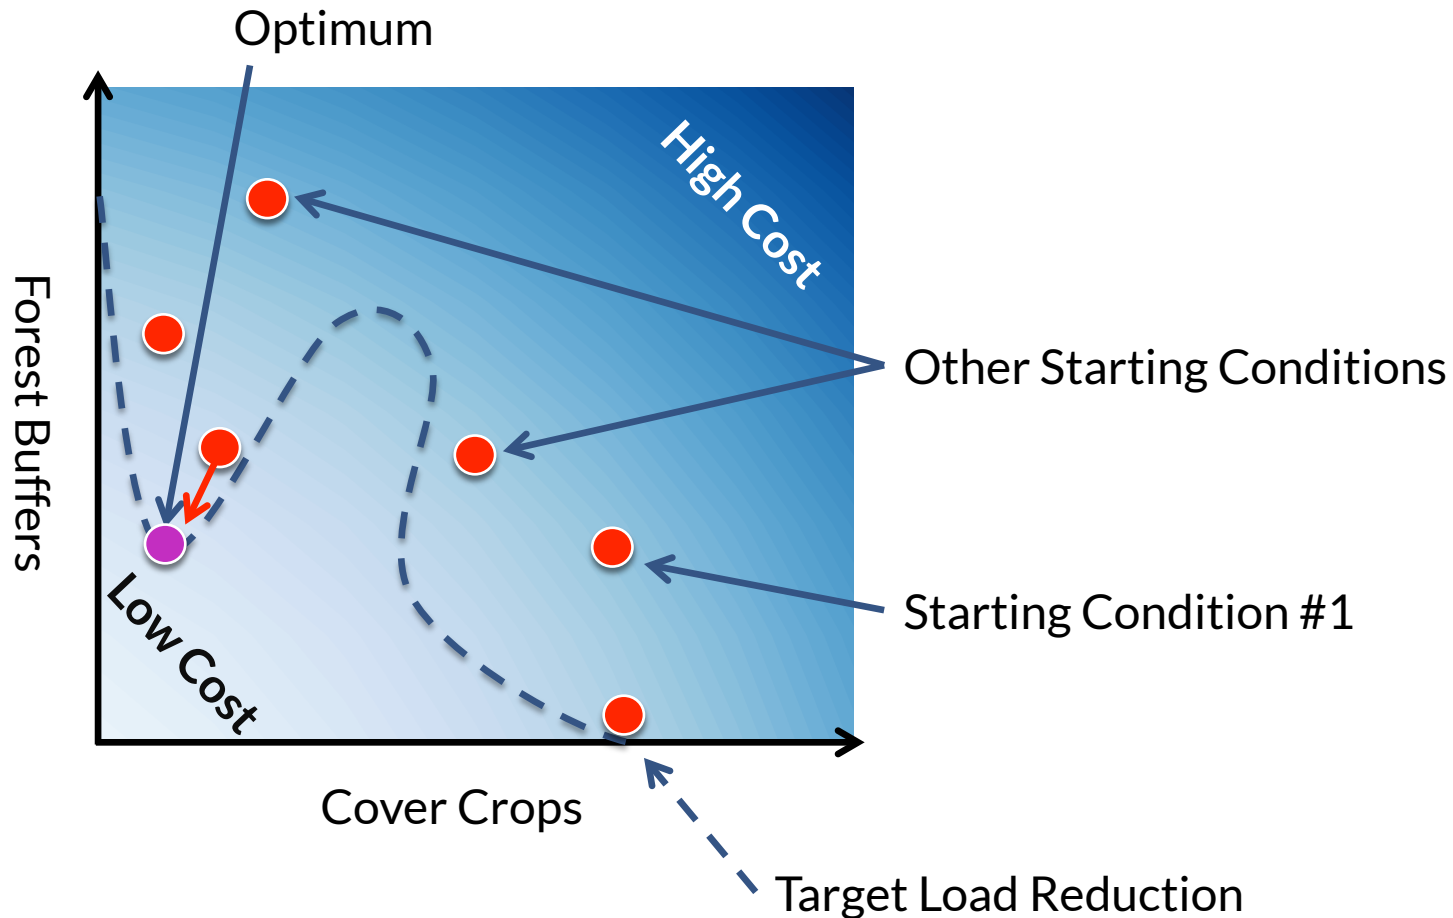 Optimum
High Cost
Forest Buffers
Other Starting Conditions
Low Cost
Starting Condition #1
Cover Crops
Target Load Reduction